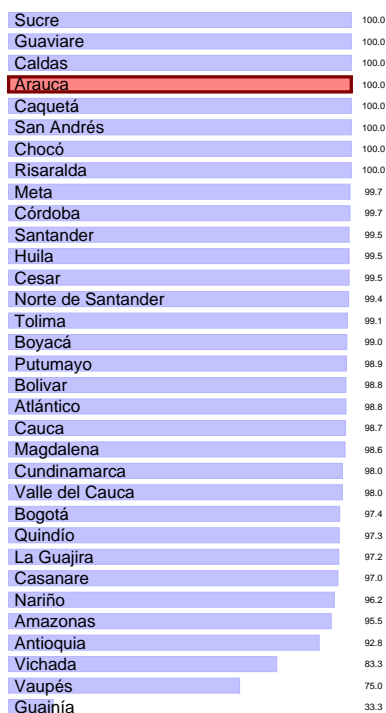 Sucre 100.0
Guaviare 100.0
Caldas 100.0
Arauca 100.0
Caquetá 100.0
San Andrés 100.0
Chocó 100.0
Risaralda 100.0
Meta 99.7
Córdoba 99.7
Santander 99.5
Huila 99.5
Cesar 99.5
Norte de Santander 99.4
Tolima 99.1
Boyacá 99.0
Putumayo 98.9
Bolivar 98.8
Atlántico 98.8
Cauca 98.7
Magdalena 98.6
Cundinamarca 98.0
Valle del Cauca 98.0
Bogotá 97.4
Quindío 97.3
La Guajira 97.2
Casanare 97.0
Nariño 96.2
Amazonas 95.5
Antioquia 92.8
Vichada 83.3
Vaupés 75.0
Guainía 33.3